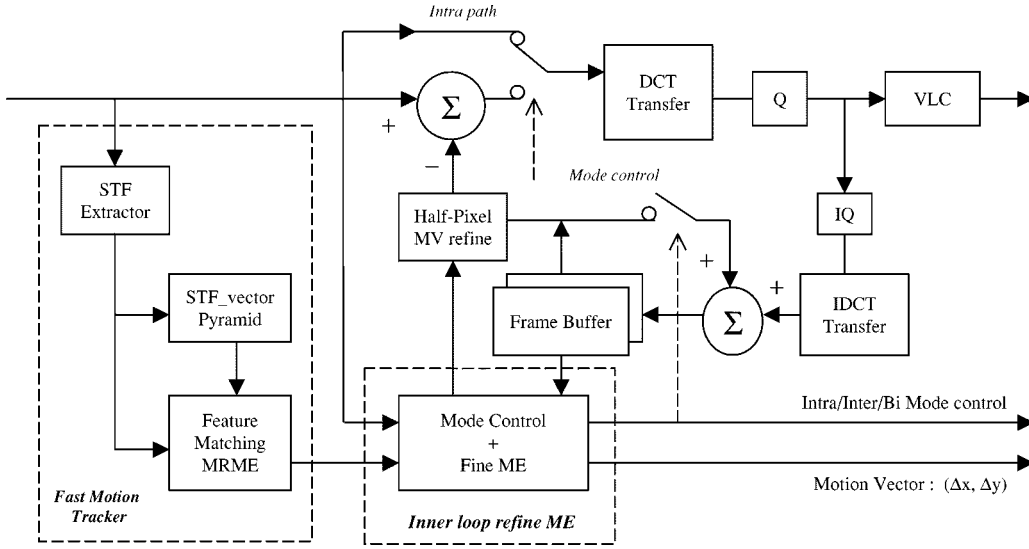 Intra path
DCT
Transfer
Q
VLC
Σ
+
−
STF
Extractor
Mode control
Half-Pixel
MV refine
IQ
+
+
STF_vector
Pyramid
Frame Buffer
Σ
IDCT
Transfer
Feature
Matching
MRME
Mode Control
+
Fine ME
Intra/Inter/Bi Mode control
Motion Vector : (Δx, Δy)
Fast Motion
Tracker
Inner loop refine ME